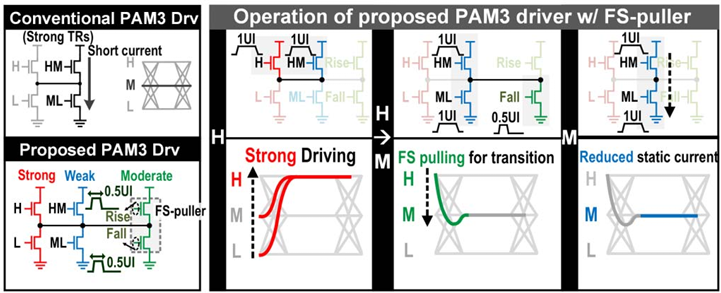 Conventional PAM3 Drv
(Strong TRs)
Short current
H
HM
L
ML
H
M
L
Proposed PAM3 Drv
Strong
Weak
Moderate
0.5UI
H
HM
Rise
FS-puller
Fall
L
ML
0.5UI
Operation of proposed PAM3 driver w/ FS-puller
H
1UI
1UI
H
HM
Rise
L
ML
Fall
Strong Driving
H
M
L
H
→
M
1UI
H
HM
Rise
L
ML
Fall
1UI
0.5UI
FS pulling for transition
H
M
L
M
1UI
H
HM
Rise
L
ML
Fall
1UI
Reduced static current
H
M
L